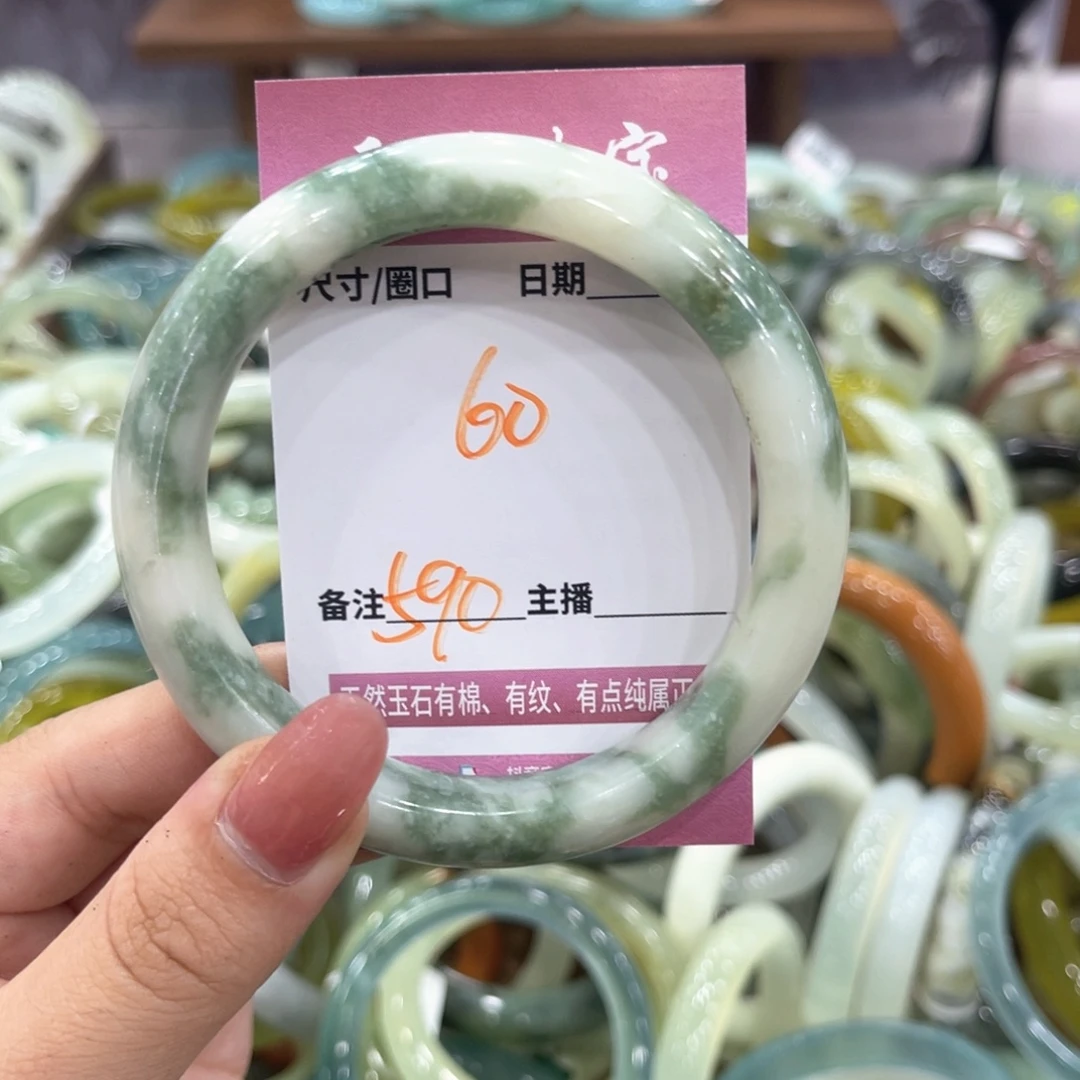 尺寸/圈口 日期
60
备注590 主播
天然玉石有棉、有纹、有点纯属正